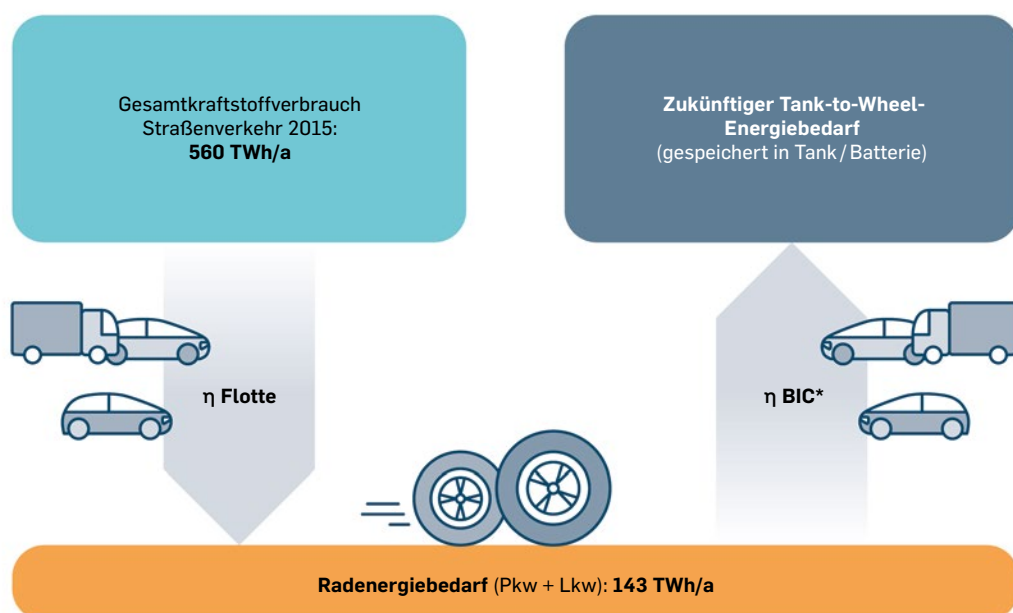 Gesamtkraftstoffverbrauch
Straßenverkehr 2015:
560 TWh/a
Zukünftiger Tank-to-Wheel-
Energiebedarf
(gespeichert in Tank / Batterie)
η Flotte
η BIC*
Radenergiebedarf (Pkw + Lkw): 143 TWh/a